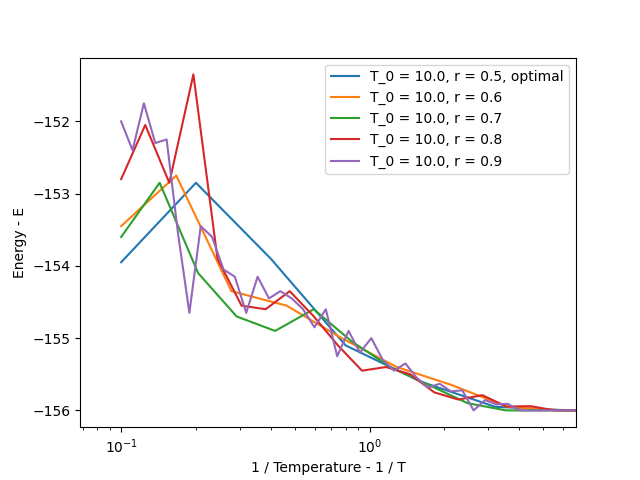 T_0 = 10.0, r = 0.5, optimal
T_0 = 10.0, r = 0.6
T_0 = 10.0, r = 0.7
T_0 = 10.0, r = 0.8
T_0 = 10.0, r = 0.9
Energy - E
−152
−153
−154
−155
−156
10⁻¹ 10⁰
1 / Temperature - 1 / T